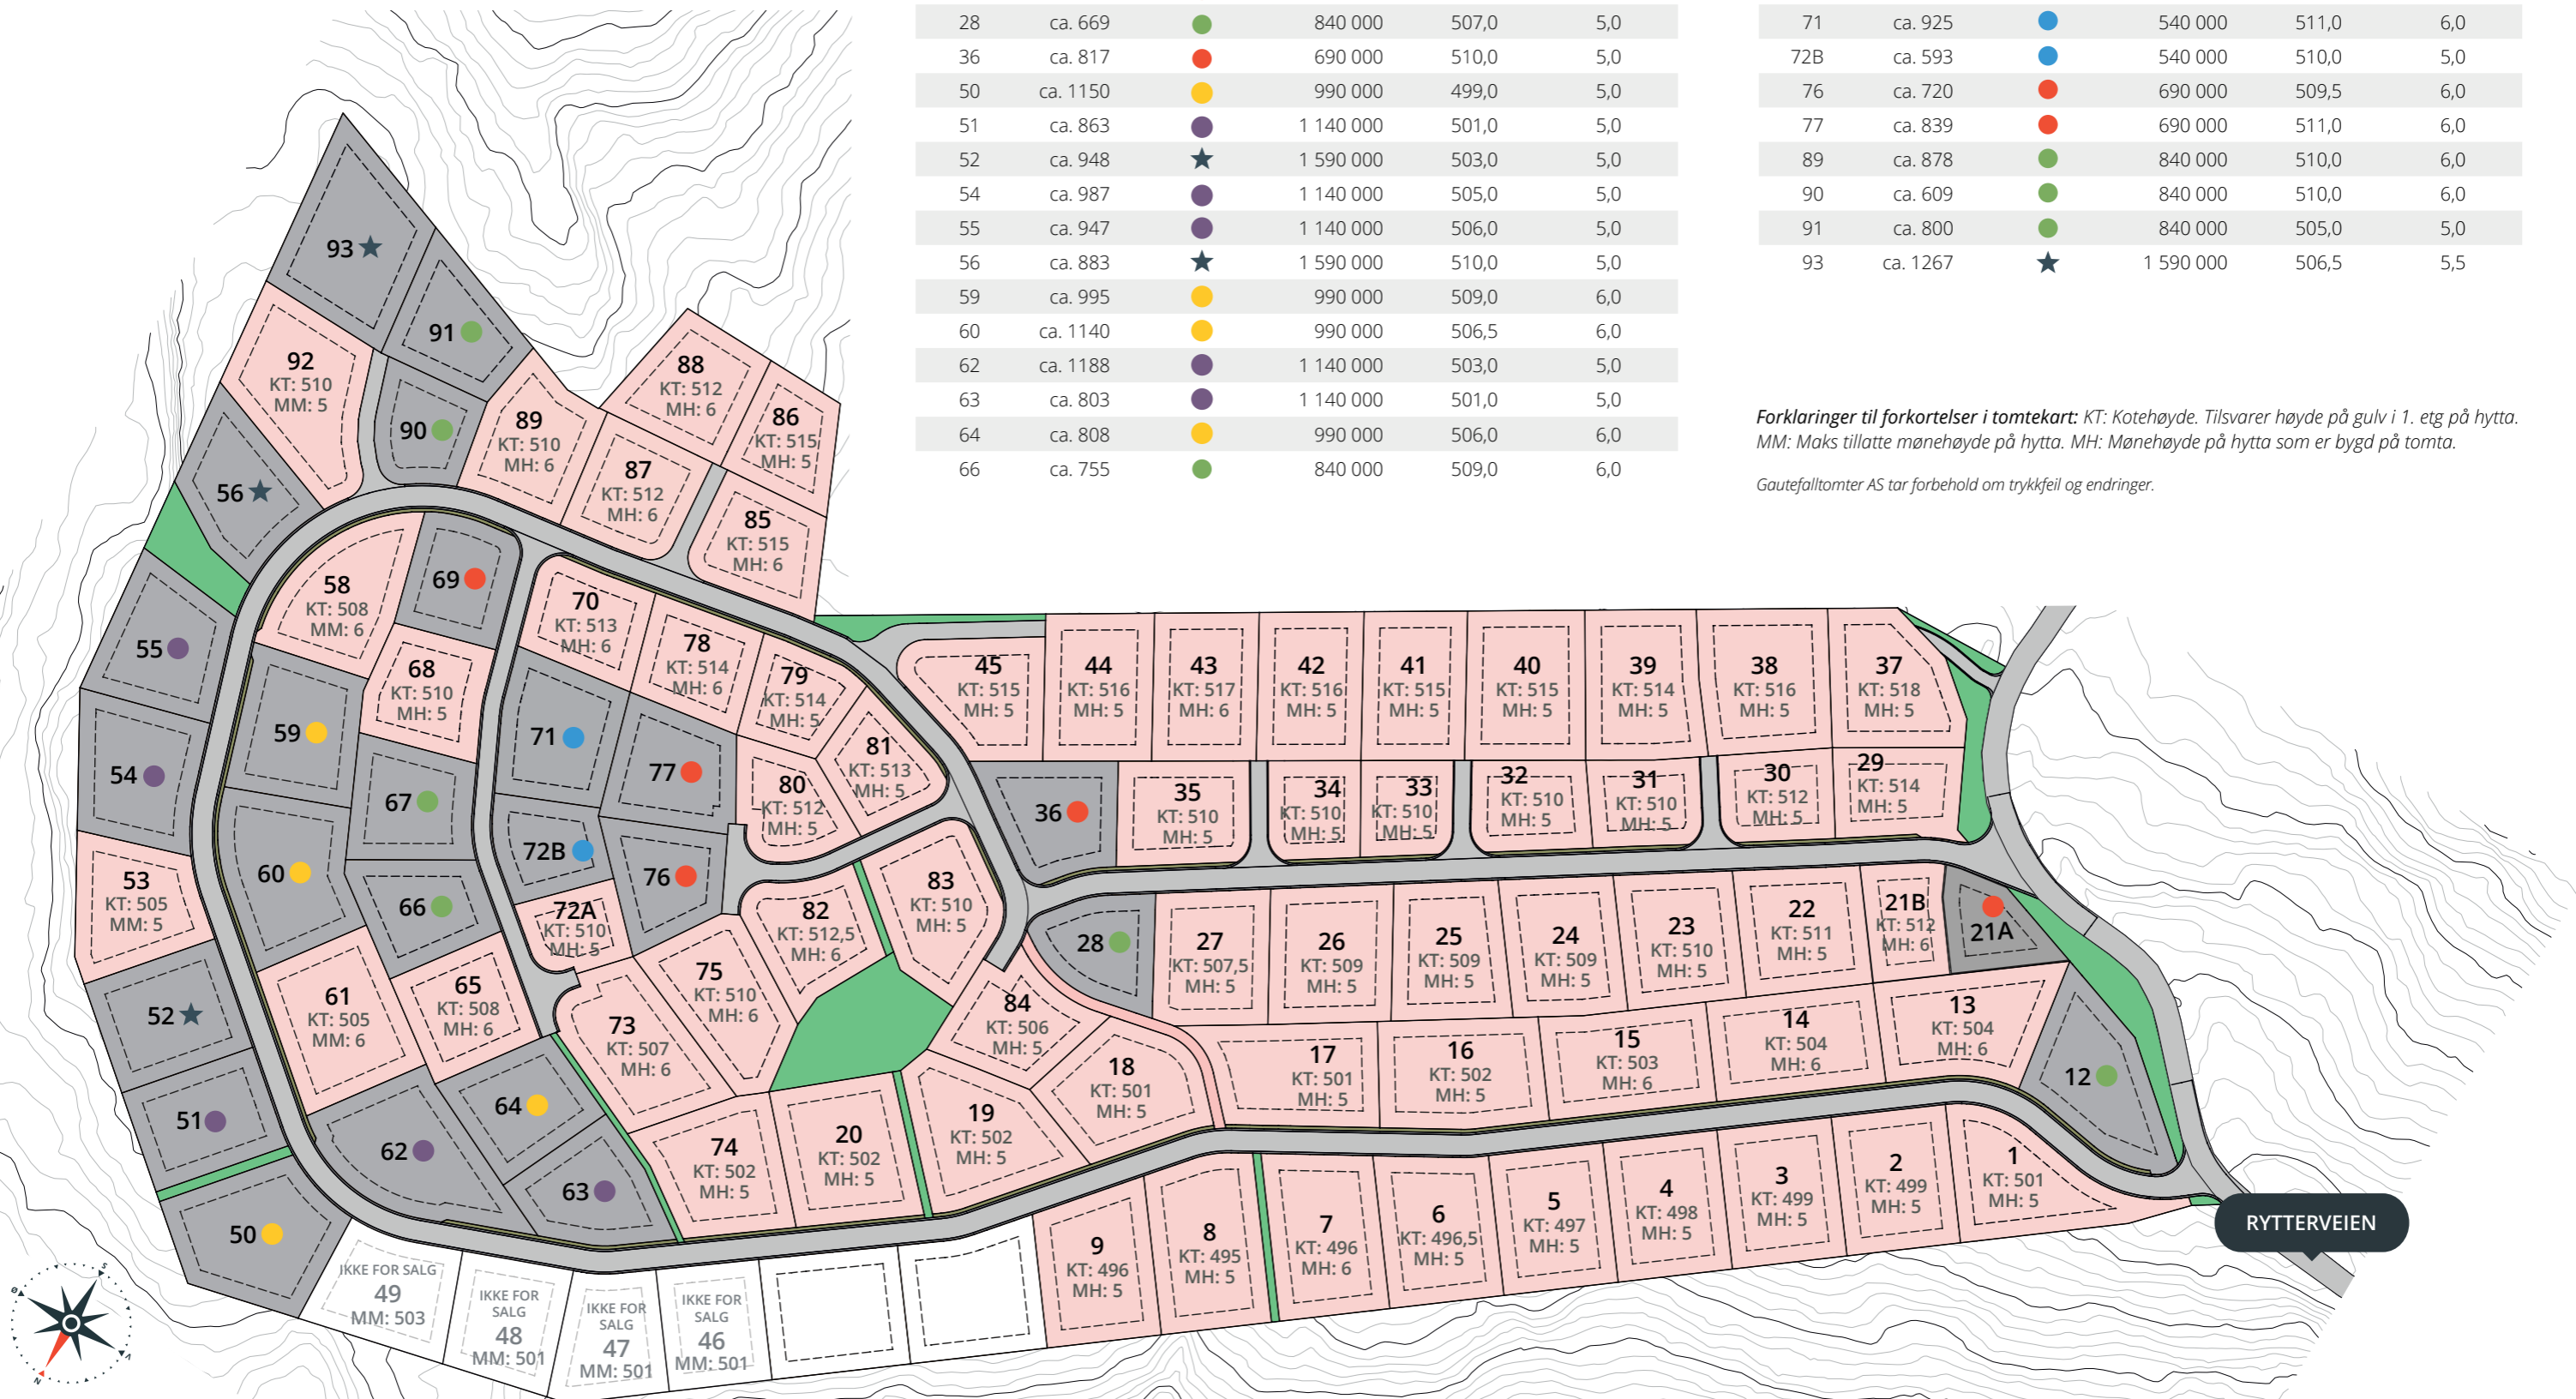 28 ca. 669 840 000 507,0 5,0
36 ca. 817 690 000 510,0 5,0
50 ca. 1150 990 000 499,0 5,0
51 ca. 863 1 140 000 501,0 5,0
52 ca. 948 1 590 000 503,0 5,0
54 ca. 987 1 140 000 505,0 5,0
55 ca. 947 1 140 000 506,0 5,0
56 ca. 883 1 590 000 510,0 5,0
59 ca. 995 990 000 509,0 6,0
60 ca. 1140 990 000 506,5 6,0
62 ca. 1188 1 140 000 503,0 5,0
63 ca. 803 1 140 000 501,0 5,0
64 ca. 808 990 000 506,0 6,0
66 ca. 755 840 000 509,0 6,0
71 ca. 925 540 000 511,0 6,0
72B ca. 593 540 000 510,0 5,0
76 ca. 720 690 000 509,5 6,0
77 ca. 839 690 000 511,0 6,0
89 ca. 878 840 000 510,0 6,0
90 ca. 609 840 000 510,0 6,0
91 ca. 800 840 000 505,0 5,0
93 ca. 1267 1 590 000 506,5 5,5
Forklaringer til forkortelser i tomtekart: KT: Kotehøyde. Tilsvarer høyde på gulv i 1. etg på hytta.
MM: Maks tillatte mønehøyde på hytta. MH: Mønehøyde på hytta som er bygd på tomta.
Gautefalltomter AS tar forbehold om trykkfeil og endringer.
93
91
92
KT: 510
MM: 5
90
89
KT: 510
MH: 6
88
KT: 512
MH: 6
86
KT: 515
MH: 5
87
KT: 512
MH: 6
85
KT: 515
MH: 6
56
58
KT: 508
MM: 6
69
70
KT: 513
MH: 6
78
KT: 514
MH: 6
79
KT: 514
MH: 5
55
68
KT: 510
MH: 5
59
71
77
81
KT: 513
MH: 5
80
KT: 512
MH: 5
54
67
72B
76
60
66
53
KT: 505
MM: 5
72A
KT: 510
MH: 5
82
KT: 512,5
MH: 6
83
KT: 510
MH: 5
52
61
KT: 505
MM: 6
65
KT: 508
MH: 6
75
KT: 510
MH: 6
73
KT: 507
MH: 6
84
KT: 506
MH: 5
51
64
62
63
50
74
KT: 502
MH: 5
20
KT: 502
MH: 5
19
KT: 502
MH: 5
18
KT: 501
MH: 5
45
KT: 515
MH: 5
44
KT: 516
MH: 5
43
KT: 517
MH: 6
42
KT: 516
MH: 5
41
KT: 515
MH: 5
40
KT: 515
MH: 5
39
KT: 514
MH: 5
38
KT: 516
MH: 5
37
KT: 518
MH: 5
36
35
KT: 510
MH: 5
34
KT: 510
MH: 5
33
KT: 510
MH: 5
32
KT: 510
MH: 5
31
KT: 510
MH: 5
30
KT: 512
MH: 5
29
KT: 514
MH: 5
28
27
KT: 507,5
MH: 5
26
KT: 509
MH: 5
25
KT: 509
MH: 5
24
KT: 509
MH: 5
23
KT: 510
MH: 5
22
KT: 511
MH: 5
21B
KT: 512
MH: 6
21A
17
KT: 501
MH: 5
16
KT: 502
MH: 5
15
KT: 503
MH: 6
14
KT: 504
MH: 6
13
KT: 504
MH: 6
12
9
KT: 496
MH: 5
8
KT: 495
MH: 5
7
KT: 496
MH: 6
6
KT: 496,5
MH: 5
5
KT: 497
MH: 5
4
KT: 498
MH: 5
3
KT: 499
MH: 5
2
KT: 499
MH: 5
1
KT: 501
MH: 5
RYTTERVEIEN
IKKE FOR SALG
49
MM: 503
IKKE FOR
SALG
48
MM: 501
IKKE FOR
SALG
47
MM: 501
IKKE FOR
SALG
46
MM: 501
S
Ø
V
N